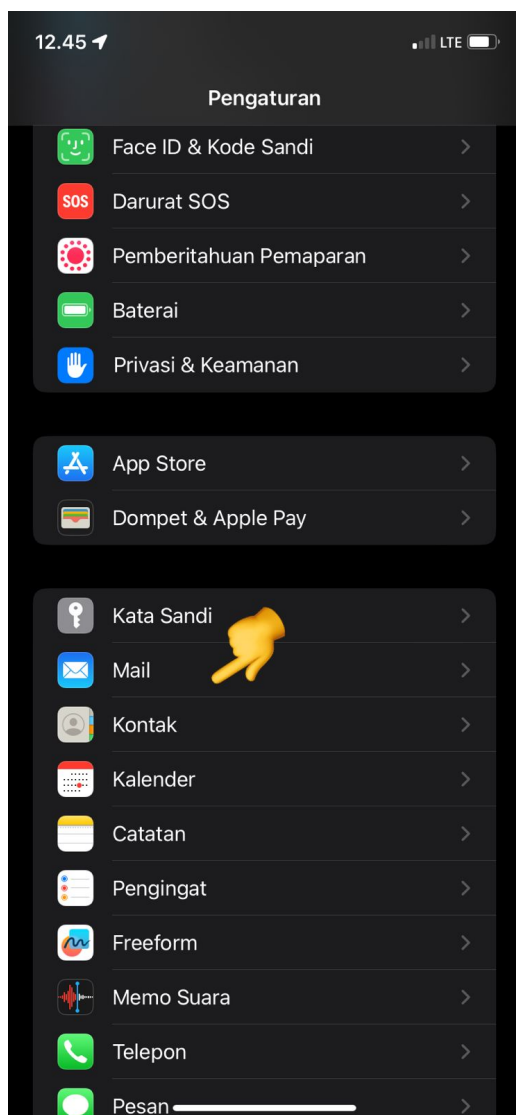 12.45
LTE
Pengaturan
Face ID & Kode Sandi
SOS
Darurat SOS
Pemberitahuan Pemaparan
Baterai
Privasi & Keamanan
App Store
Dompet & Apple Pay
Kata Sandi
Mail
Kontak
Kalender
Catatan
Pengingat
Freeform
Memo Suara
Telepon
Pesan